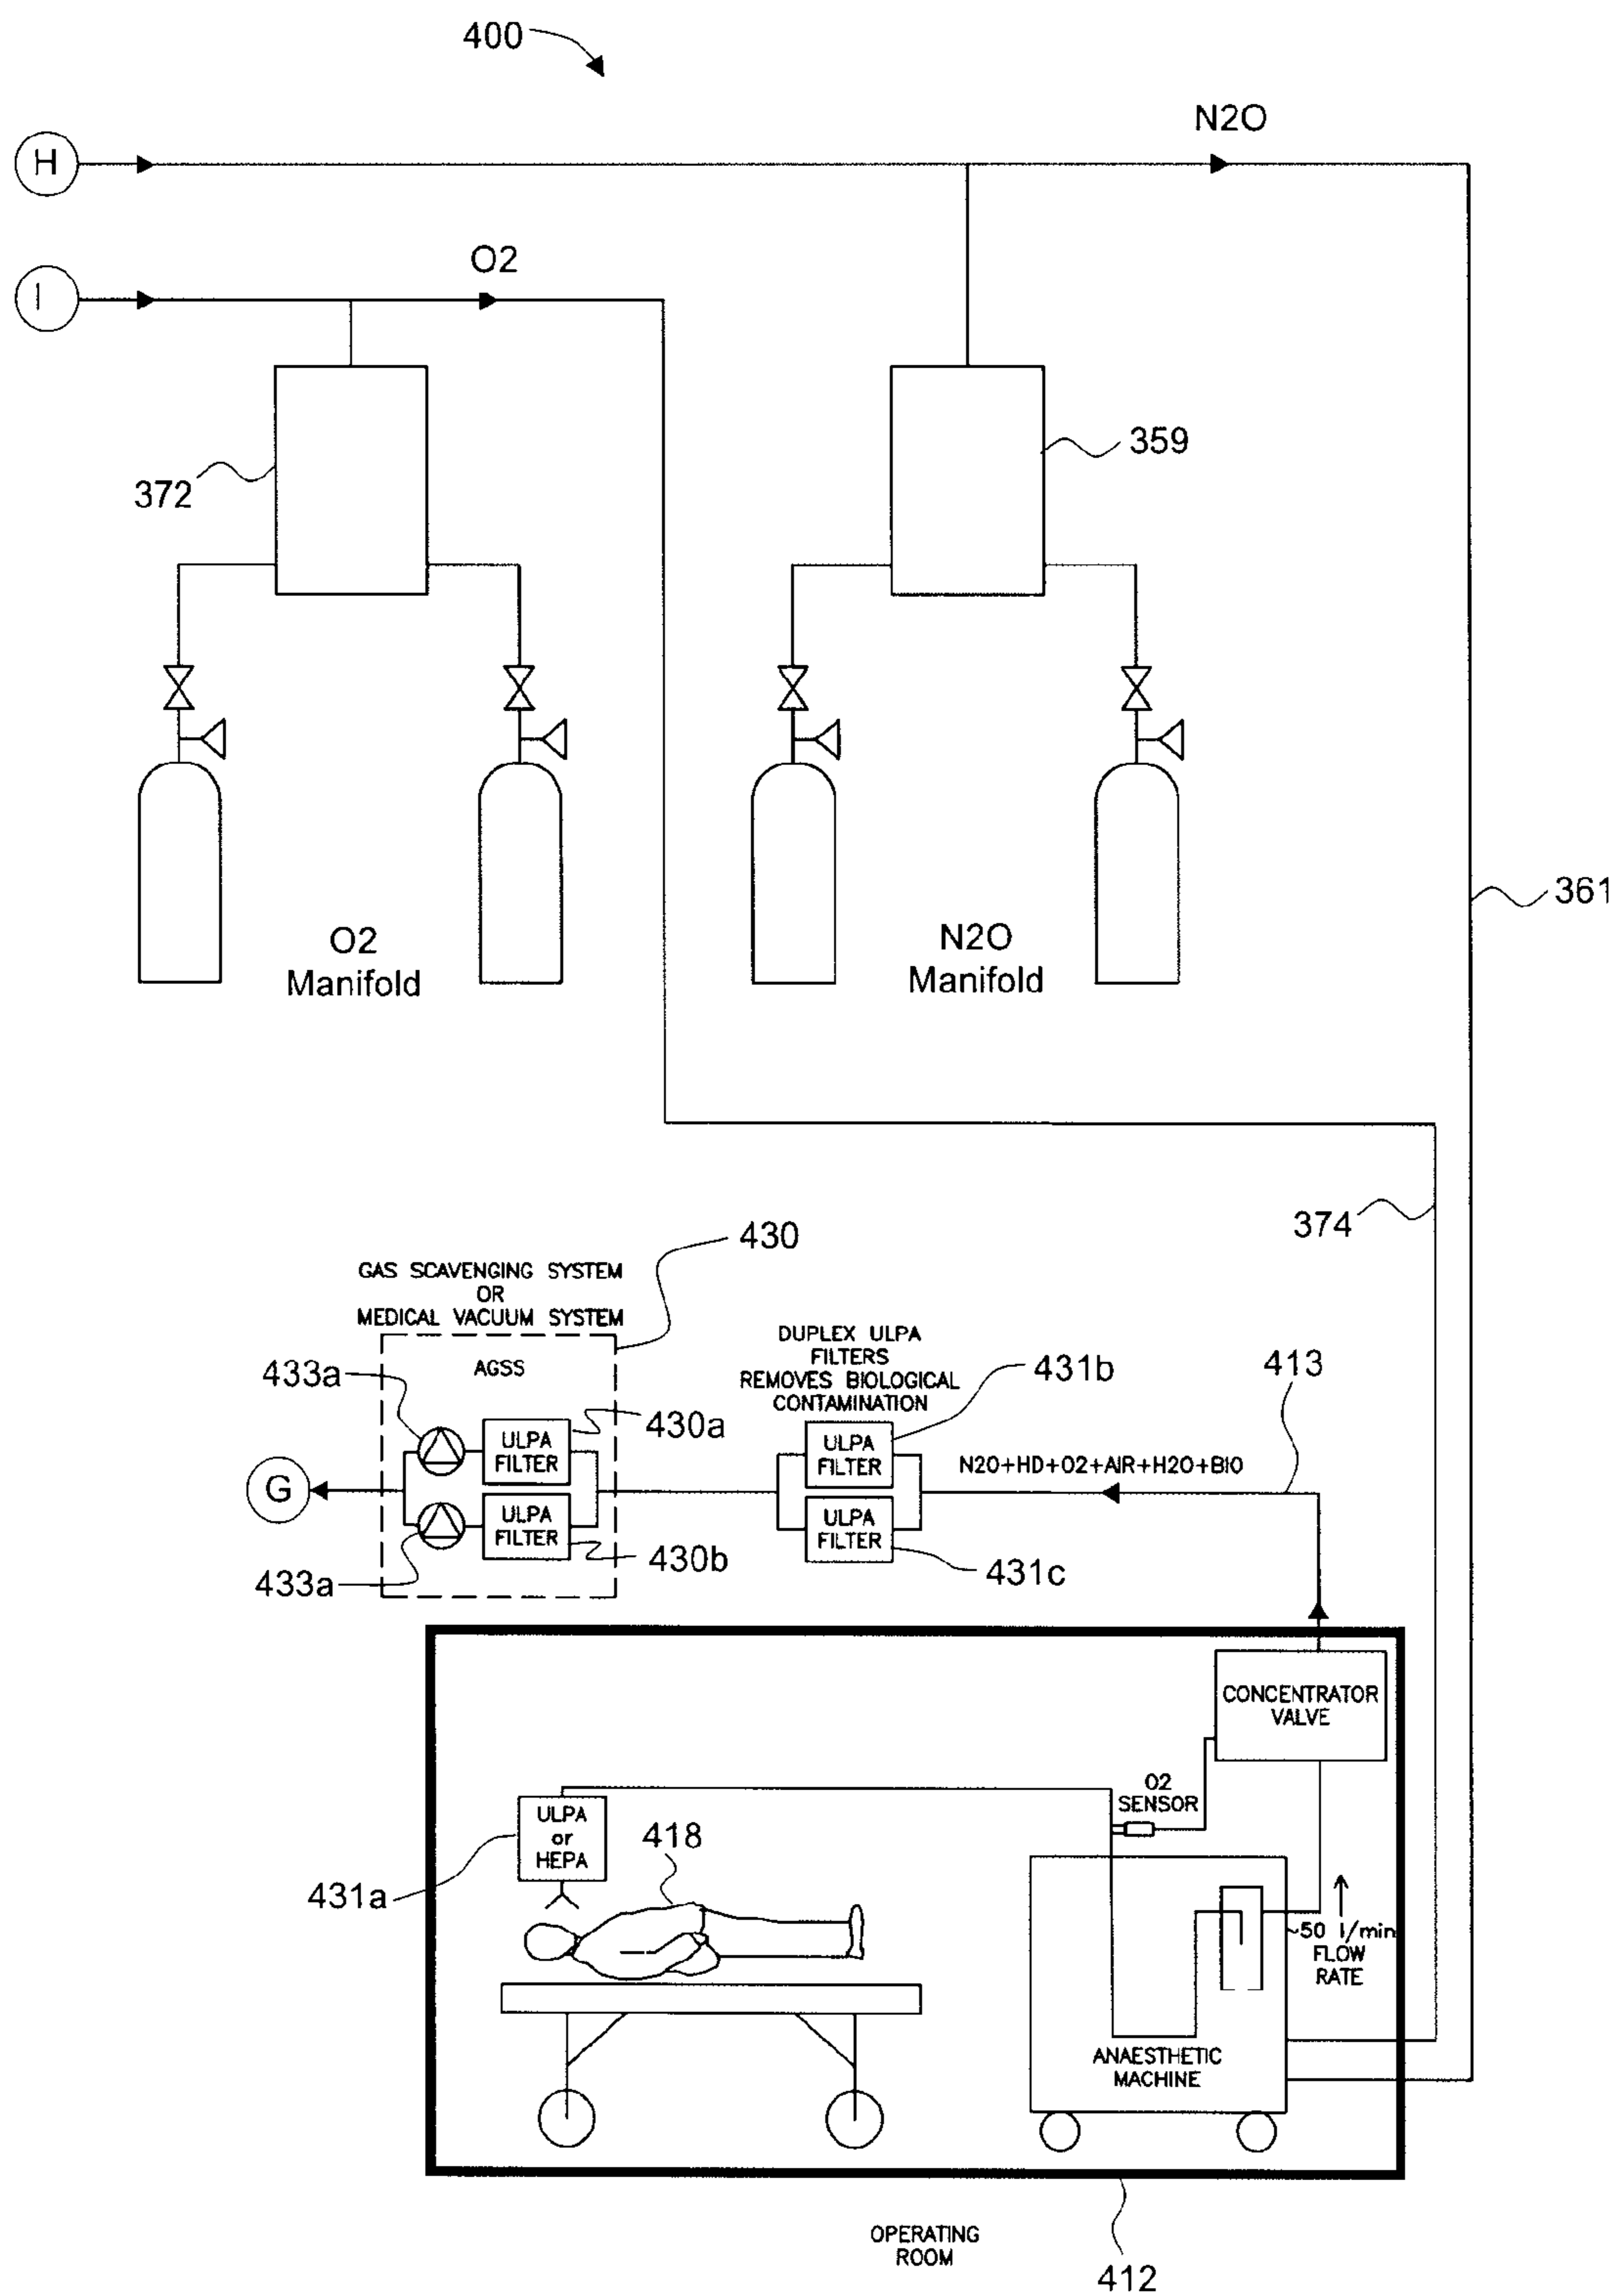 400
N2O
H
O2
I
359
372
361
O2
Manifold
N2O
Manifold
374
430
GAS SCAVENGING SYSTEM
OR
MEDICAL VACUUM SYSTEM
DUPLEX ULPA
FILTERS
REMOVES BIOLOGICAL
CONTAMINATION
413
431b
AGSS
433a
430a
ULPA
FILTER
ULPA
FILTER
N2O+HD+O2+AIR+H2O+BIO
G
ULPA
FILTER
ULPA
FILTER
430b
431c
433a
CONCENTRATOR
VALVE
O2
SENSOR
ULPA
or
HEPA
418
431a
~50 l/min
FLOW
RATE
ANAESTHETIC
MACHINE
OPERATING
ROOM
412